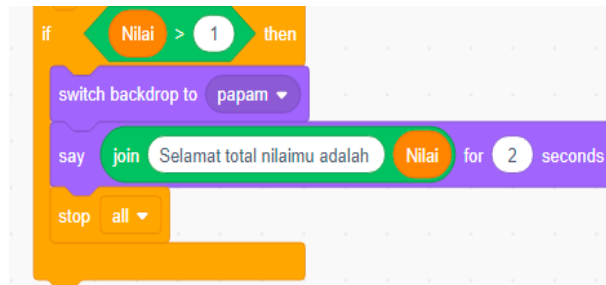 if Nilai > 1 then
switch backdrop to papam
say join Selamat total nilaimu adalah Nilai for 2 seconds
stop all